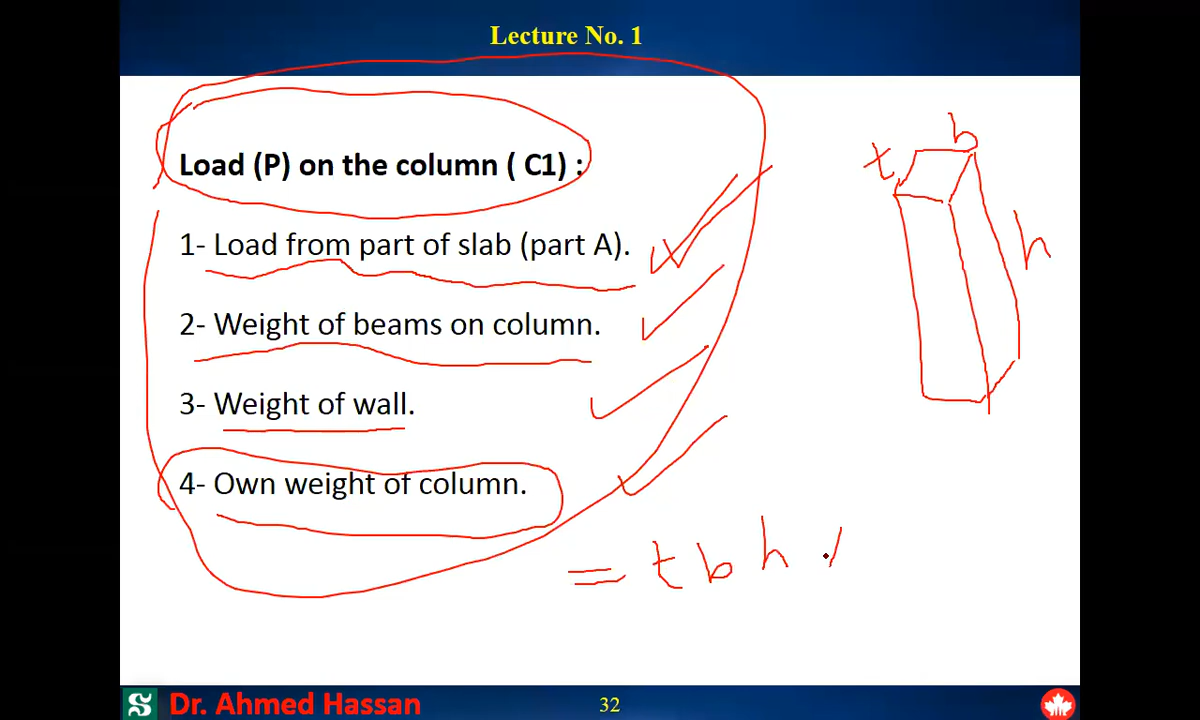 Lecture No. 1
Load (P) on the column ( C1) :
1- Load from part of slab (part A).
2- Weight of beams on column.
3- Weight of wall.
4- Own weight of column.
b
t
h
= t b h
Dr. Ahmed Hassan
32